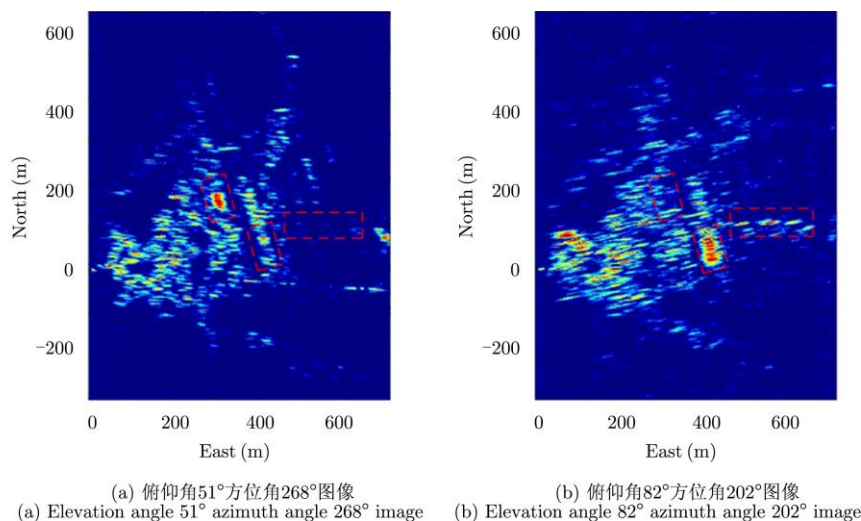 600
400
200
0
−200
North (m)
0
200
400
600
East (m)
(a) 俯仰角51°方位角268°图像
(a) Elevation angle 51° azimuth angle 268° image
600
400
200
0
−200
North (m)
0
200
400
600
East (m)
(b) 俯仰角82°方位角202°图像
(b) Elevation angle 82° azimuth angle 202° image